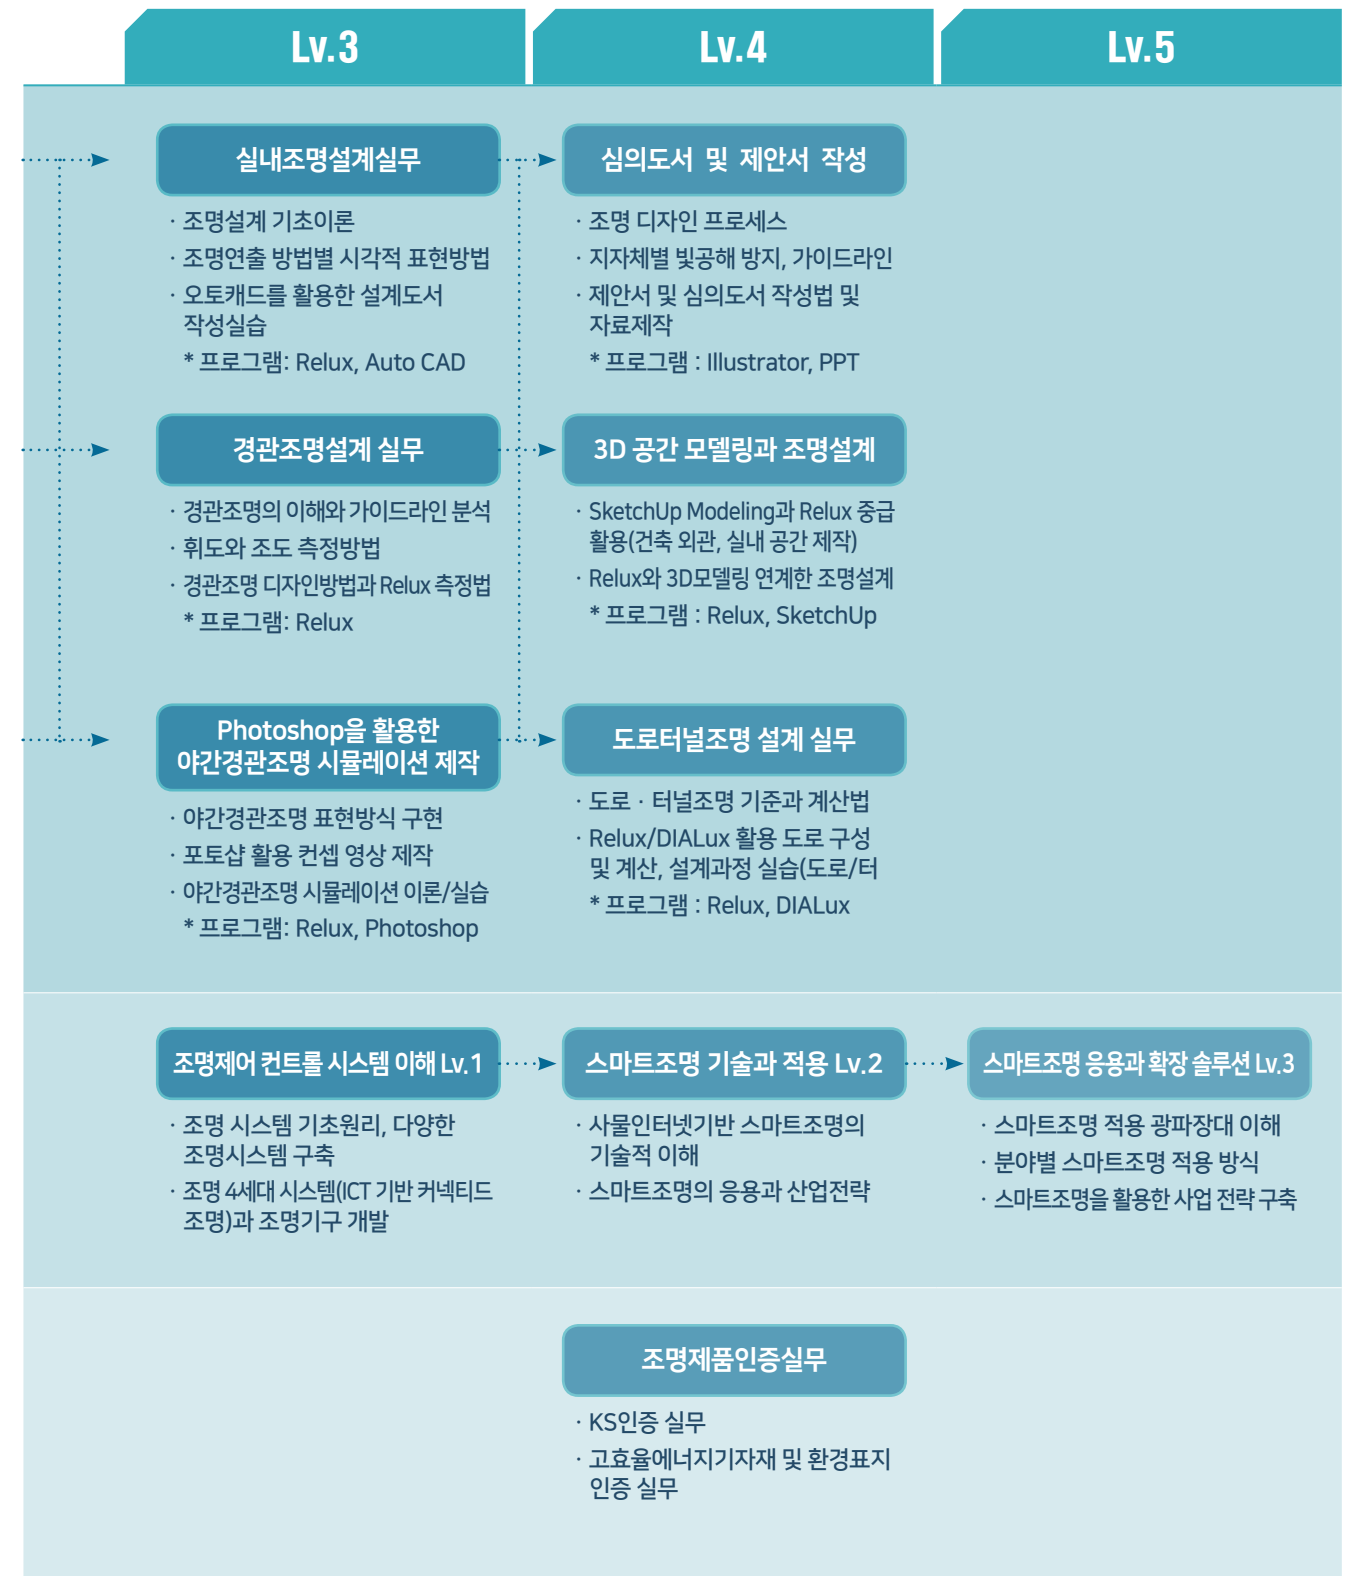 Lv.3
Lv.4
Lv.5
실내조명설계실무
· 조명설계 기초이론
· 조명연출 방법별 시각적 표현방법
· 오토캐드를 활용한 설계도서
작성실습
* 프로그램: Relux, Auto CAD
심의도서 및 제안서 작성
· 조명 디자인 프로세스
· 지자체별 빛공해 방지, 가이드라인
· 제안서 및 심의도서 작성법 및
자료제작
* 프로그램 : Illustrator, PPT
경관조명설계 실무
· 경관조명의 이해와 가이드라인 분석
· 휘도와 조도 측정방법
· 경관조명 디자인방법과 Relux 측정법
* 프로그램: Relux
3D 공간 모델링과 조명설계
· SketchUp Modeling과 Relux 중급
활용(건축 외관, 실내 공간 제작)
· Relux와 3D모델링 연계한 조명설계
* 프로그램 : Relux, SketchUp
Photoshop을 활용한
야간경관조명 시뮬레이션 제작
· 야간경관조명 표현방식 구현
· 포토샵 활용 컨셉 영상 제작
· 야간경관조명 시뮬레이션 이론/실습
* 프로그램: Relux, Photoshop
도로터널조명 설계 실무
· 도로 · 터널조명 기준과 계산법
· Relux/DIALux 활용 도로 구성
및 계산, 설계과정 실습(도로/터
* 프로그램 : Relux, DIALux
조명제어 컨트롤 시스템 이해 Lv.1
· 조명 시스템 기초원리, 다양한
조명시스템 구축
· 조명 4세대 시스템(ICT 기반 커넥티드
조명)과 조명기구 개발
스마트조명 기술과 적용 Lv.2
· 사물인터넷기반 스마트조명의
기술적 이해
· 스마트조명의 응용과 산업전략
스마트조명 응용과 확장 솔루션 Lv.3
· 스마트조명 적용 광파장대 이해
· 분야별 스마트조명 적용 방식
· 스마트조명을 활용한 사업 전략 구축
조명제품인증실무
· KS인증 실무
· 고효율에너지기자재 및 환경표지
인증 실무